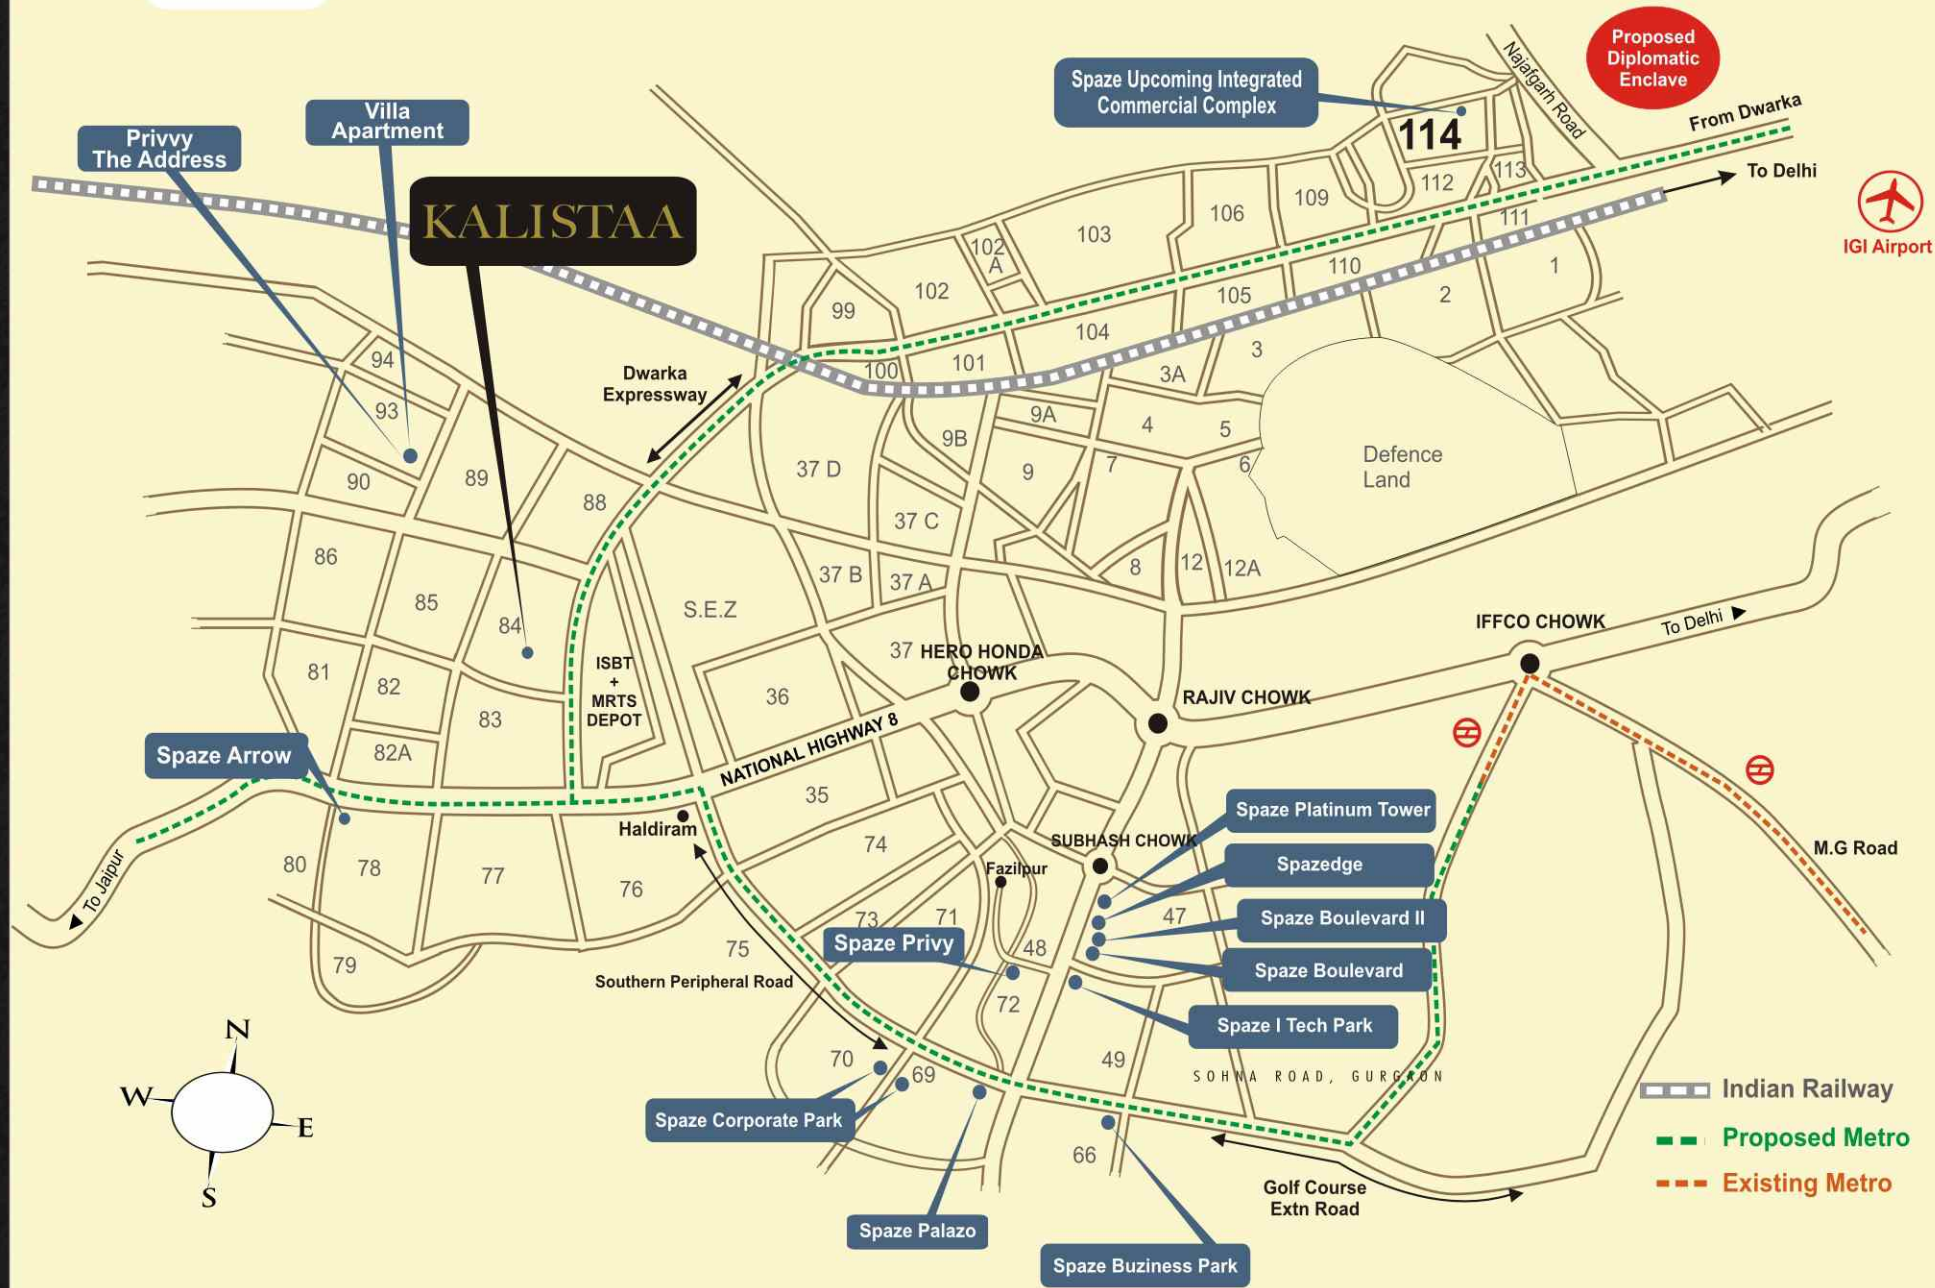 Proposed
Diplomatic
Enclave
Najafgarh Road
Spaze Upcoming Integrated
Commercial Complex
114
From Dwarka
To Delhi
IGI Airport
Villa
Apartment
Privvy
The Address
KALISTAA
113
112
111
109
106
103
102
A
102
110
105
1
2
99
104
3
101
100
3A
94
93
Dwarka
Expressway
9A
4
5
9B
6
7
9
37 D
Defence
Land
90
89
88
37 C
86
85
84
37 B
37 A
8
12
12A
S.E.Z
IFFCO CHOWK
To Delhi
37
HERO HONDA
CHOWK
RAJIV CHOWK
81
82
83
36
ISBT
+
MRTS
DEPOT
NATIONAL HIGHWAY 8
Spaze Arrow
82A
35
Haldiram
SUBHASH CHOWK
Spaze Platinum Tower
M.G Road
74
Fazilpur
Spazedge
To Jaipur
80
78
77
76
73
71
47
Spaze Boulevard II
75
Spaze Privy
48
Spaze Boulevard
79
Southern Peripheral Road
72
Spaze I Tech Park
70
69
49
SOHNA ROAD, GURGAON
N
W
E
S
Spaze Corporate Park
66
Indian Railway
Proposed Metro
Existing Metro
Golf Course
Extn Road
Spaze Palazo
Spaze Buziness Park